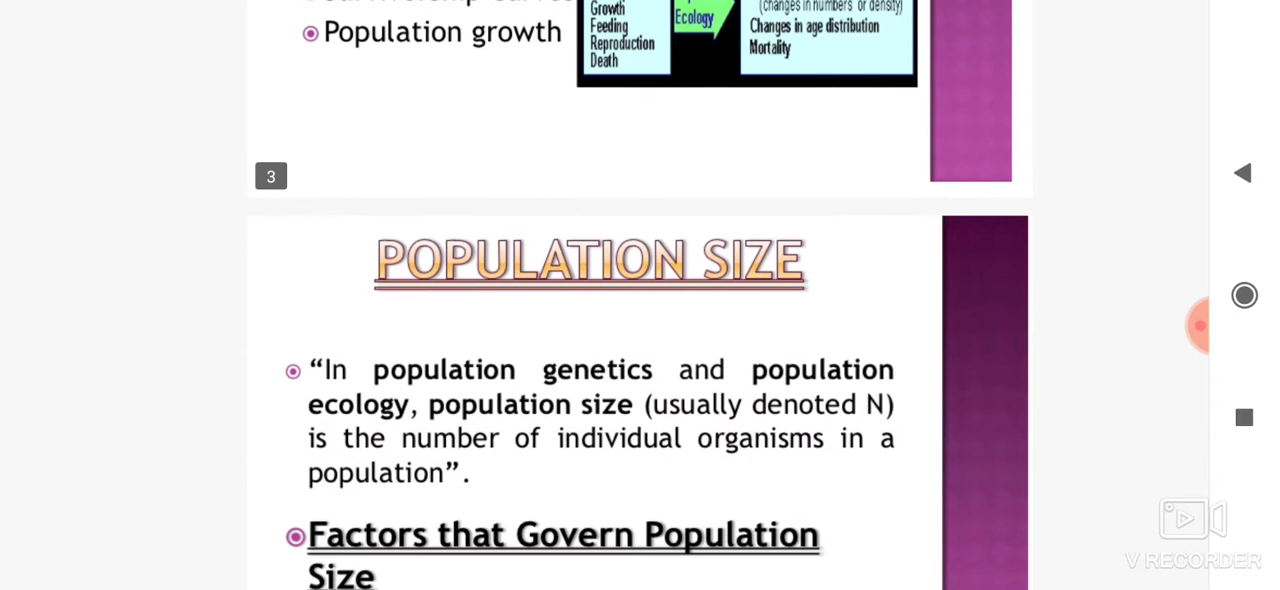 (changes in numbers or density)
Growth
Feeding
Reproduction
Death
Ecology
Changes in age distribution
Mortality
Population growth
3
POPULATION SIZE
“In population genetics and population
ecology, population size (usually denoted N)
is the number of individual organisms in a
population”.
Factors that Govern Population
Size
V RECORDER